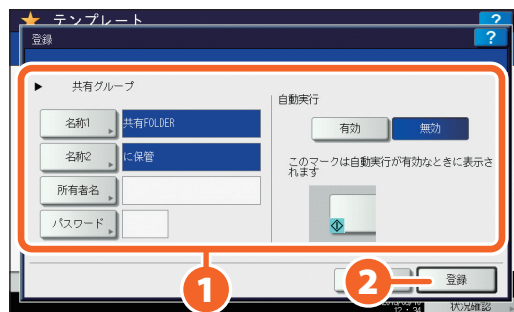 テンプレート
?
登録
?
▶ 共有グループ
名称1
共有FOLDER
名称2
に保管
所有者名
パスワード
自動実行
有効
無効
このマークは自動実行が有効なときに表示さ
れます
1
2
登録
12 : 34
状況確認